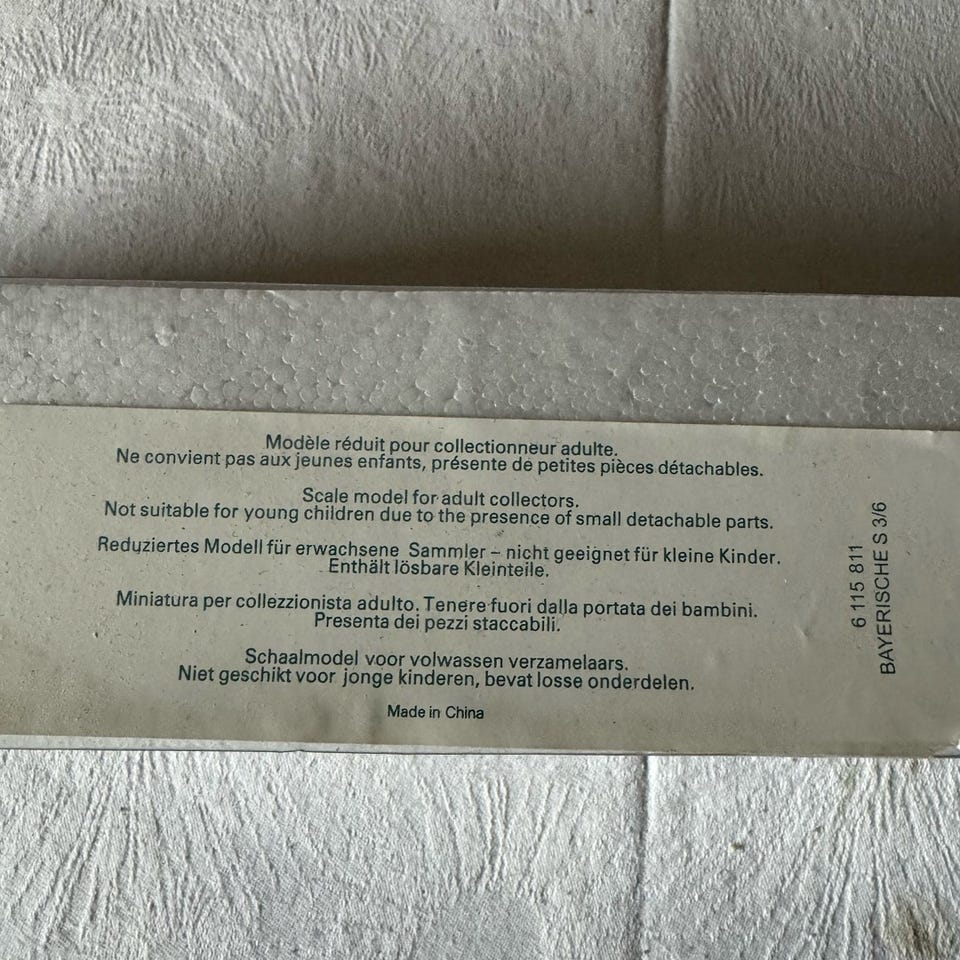 Modèle réduit pour collectionneur adulte.
Ne convient pas aux jeunes enfants, présente de petites pièces détachables.
Scale model for adult collectors.
Not suitable for young children due to the presence of small detachable parts.
Reduziertes Modell für erwachsene Sammler – nicht geeignet für kleine Kinder.
Enthält lösbare Kleinteile.
Miniatura per collezzionista adulto. Tenere fuori dalla portata dei bambini.
Presenta dei pezzi staccabili.
Schaalmodel voor volwassen verzamelaars.
Niet geschikt voor jonge kinderen, bevat losse onderdelen.
Made in China
6 115 811
BAYERISCHE S 3/6